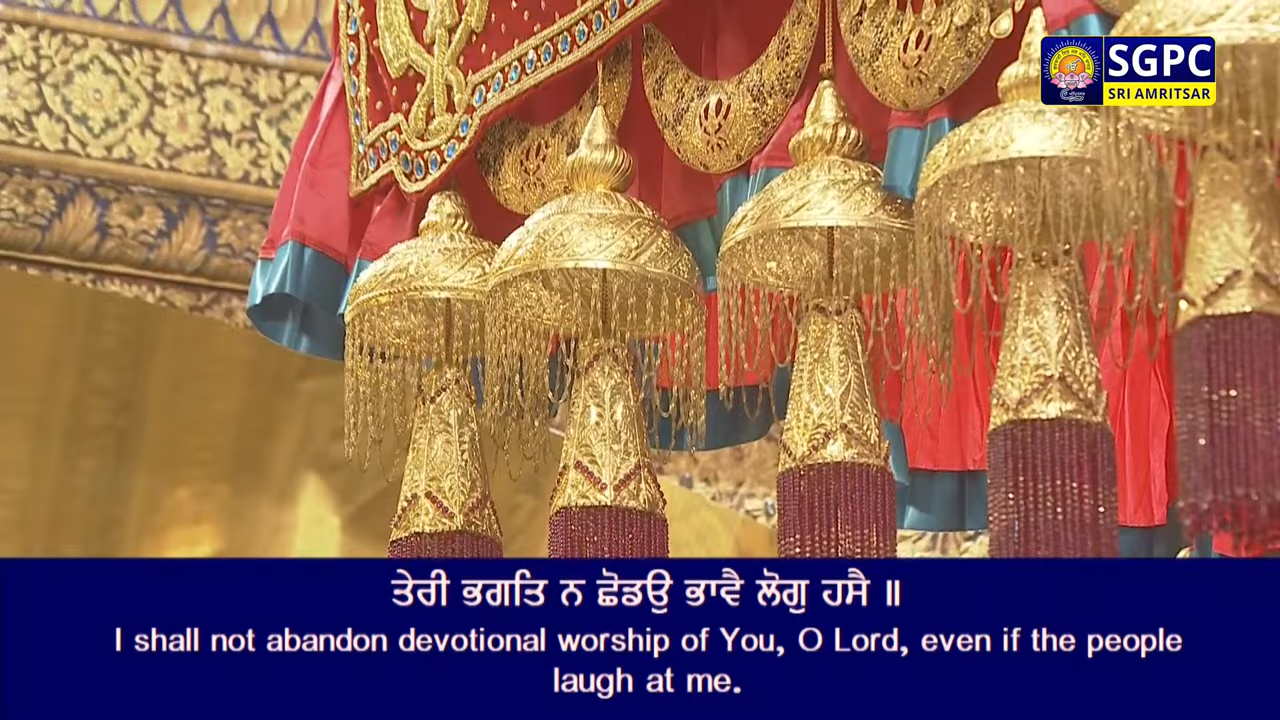 SGPC
SRI AMRITSAR
ਤੇਰੀ ਭਗਤਿ ਨ ਛੋਡਉ ਭਾਵੈ ਲੋਗੁ ਹਸੈ ॥
I shall not abandon devotional worship of You, O Lord, even if the people
laugh at me.